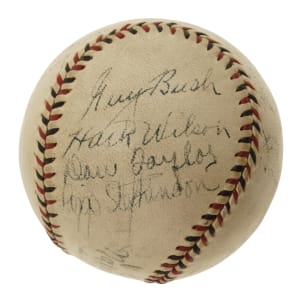 Guy Bush
Hack Wilson
Dan Taylor
Riggs Stephenson